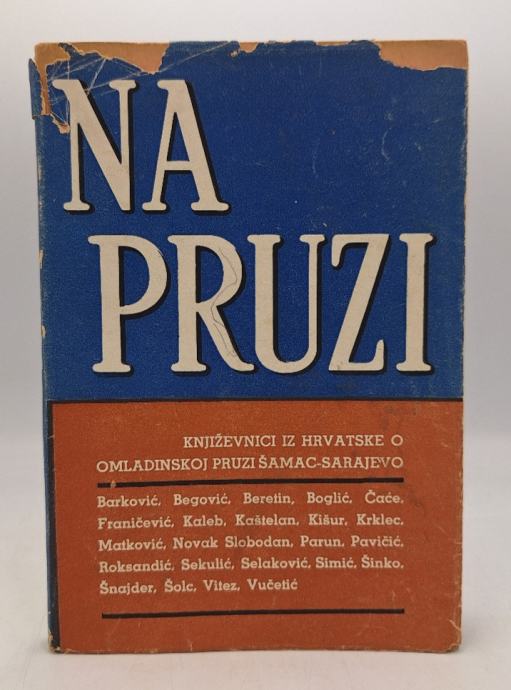 NA
PRUZI
KNJIŽEVNICI IZ HRVATSKE O
OMLADINSKOJ PRUZI ŠAMAC-SARAJEVO
Barković, Begović, Beretin, Boglić, Čaće,
Franičević, Kaleb, Kaštelan, Kišur, Krklec,
Matković, Novak Slobodan, Parun, Pavičić,
Roksandić, Sekulić, Selaković, Simić, Šinko,
Šnajder, Šolc, Vitez, Vučetić